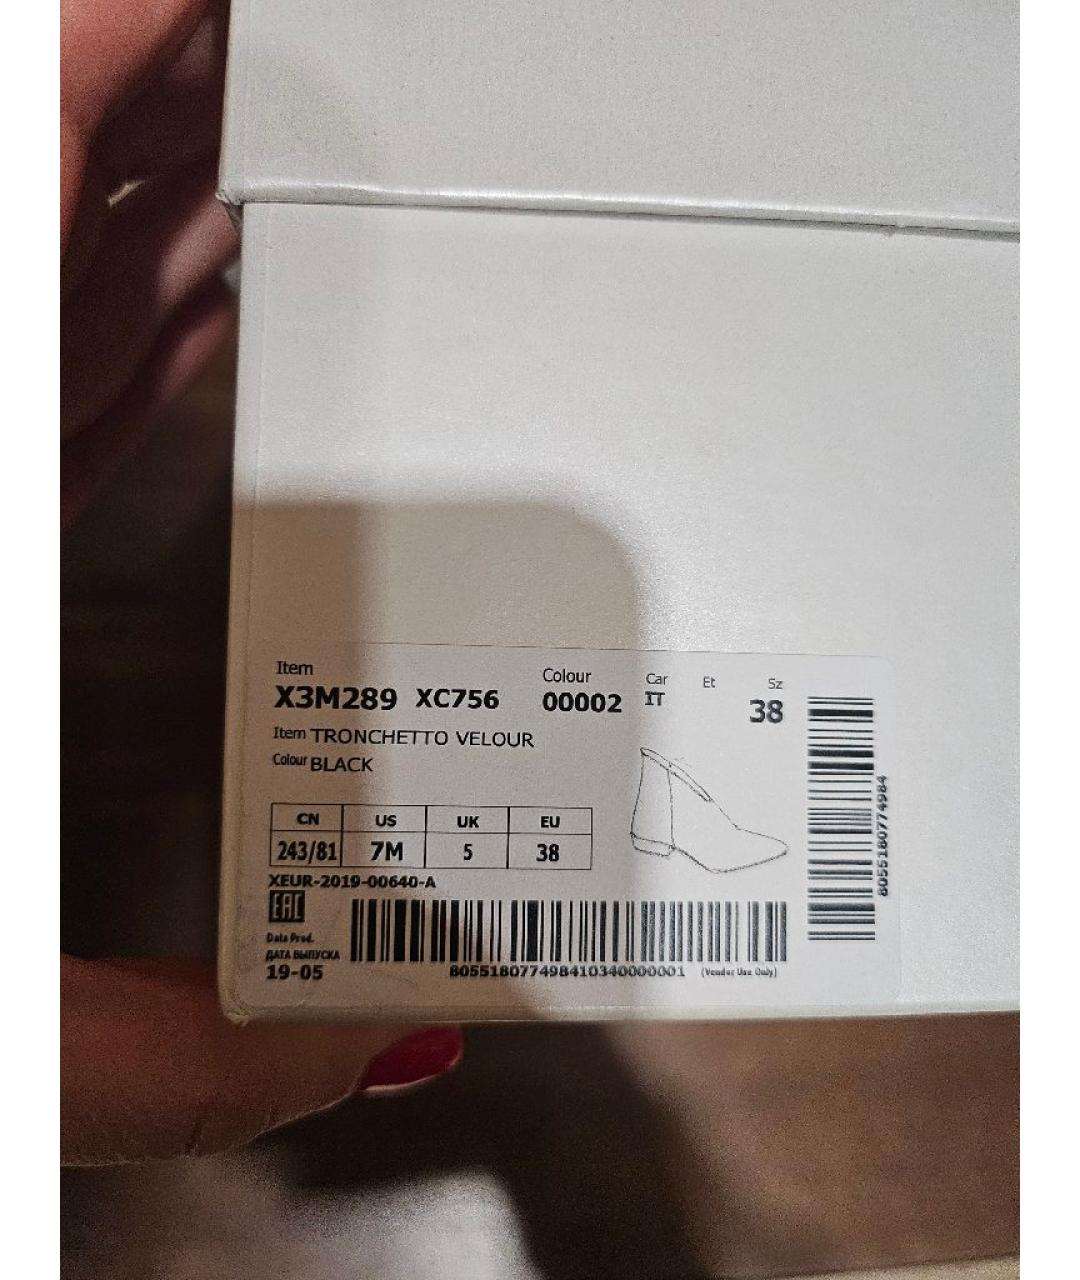 Item Colour Car Et Sz
X3M289 XC756 00002 IT 38
Item TRONCHETTO VELOUR
Colour BLACK
CN US UK EU
243/81 7M 5 38
XEUR-2019-00640-A
EAC
Data Prod.
ДАТА ВЫПУСКА
19-05
805518077498410340000001 (Vendor Use Only)
8055180774984